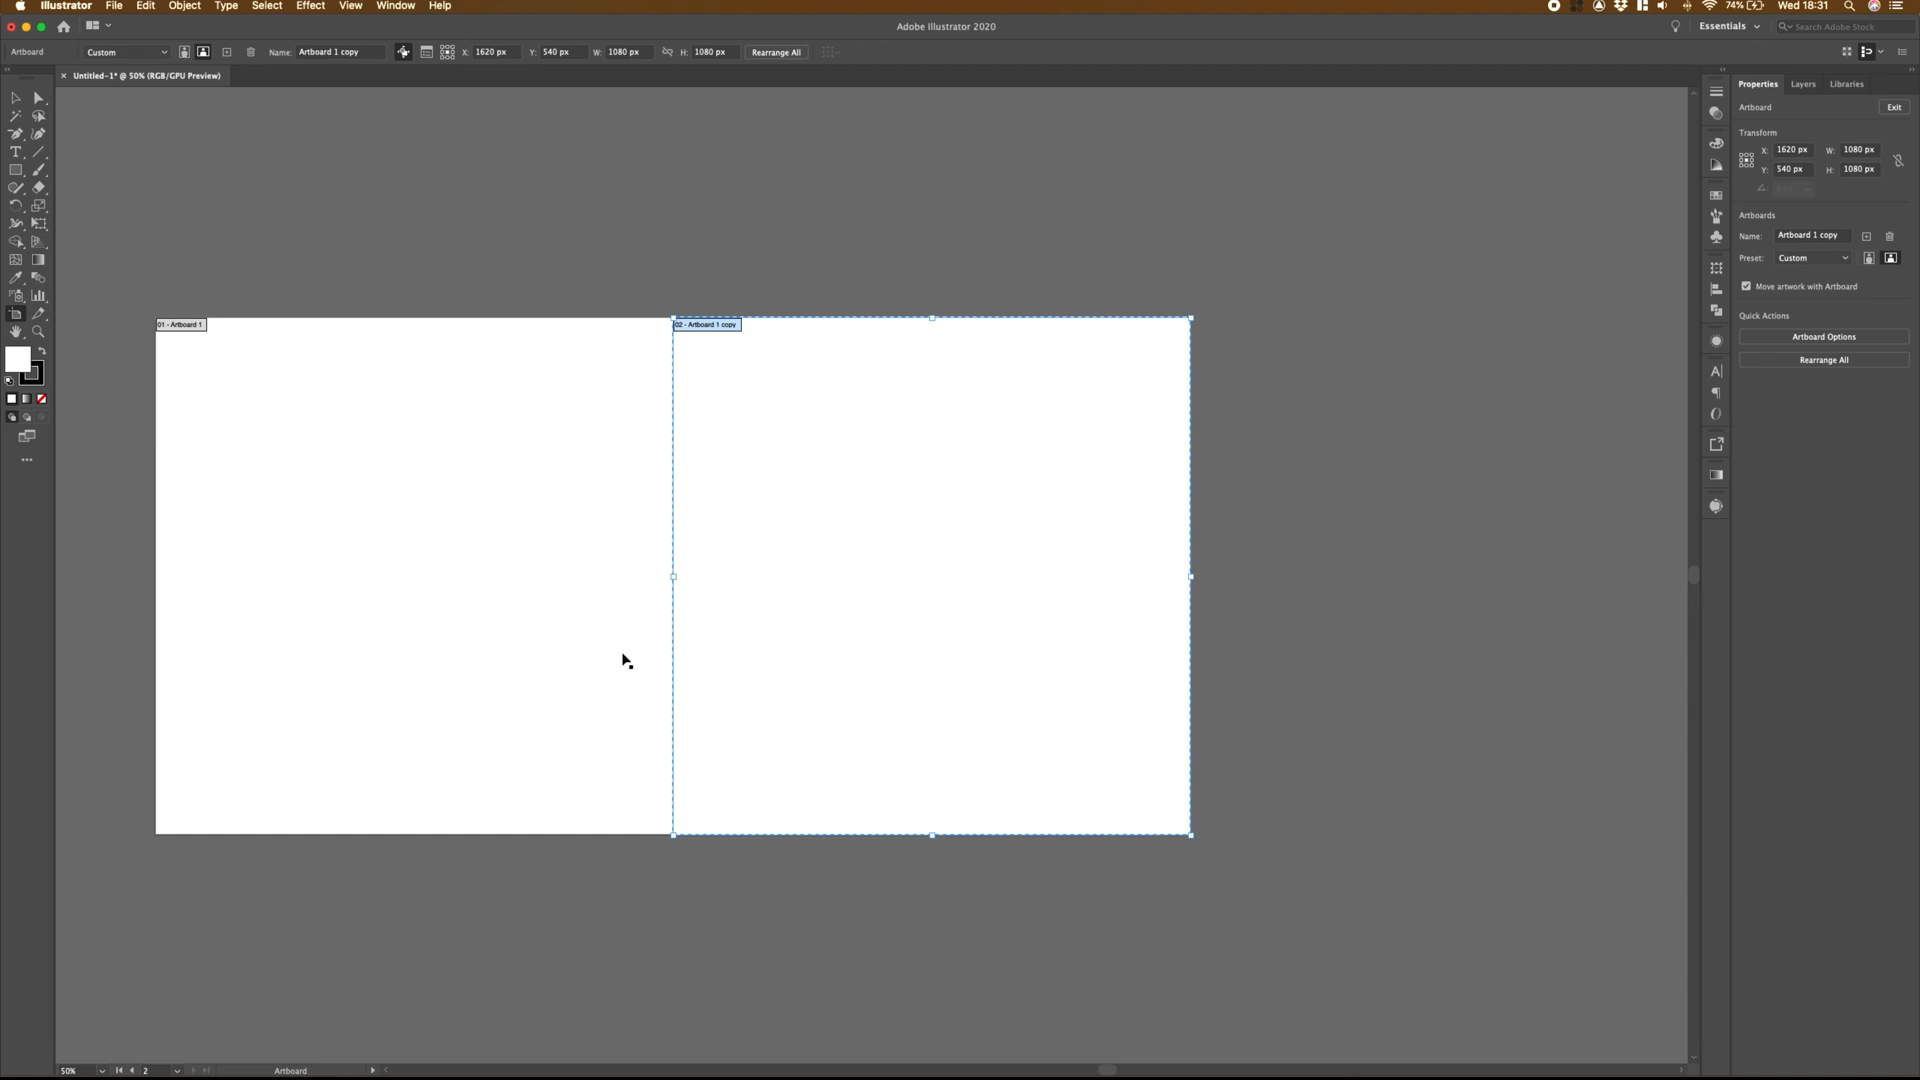 Illustrator File Edit Object Type Select Effect View Window Help 74% Wed 18:31
Adobe Illustrator 2020 Essentials Search Adobe Stock
Artboard Custom Name: Artboard 1 copy X: 1620 px Y: 540 px W: 1080 px H: 1080 px Rearrange All
× Untitled-1* @ 50% (RGB/GPU Preview)
Properties Layers Libraries
Artboard Exit
Transform
X: 1620 px W: 1080 px
Y: 540 px H: 1080 px
Artboards
Name: Artboard 1 copy
Preset: Custom
Move artwork with Artboard
Quick Actions
Artboard Options
Rearrange All
01 - Artboard 1
02 - Artboard 1 copy
50% 2 Artboard